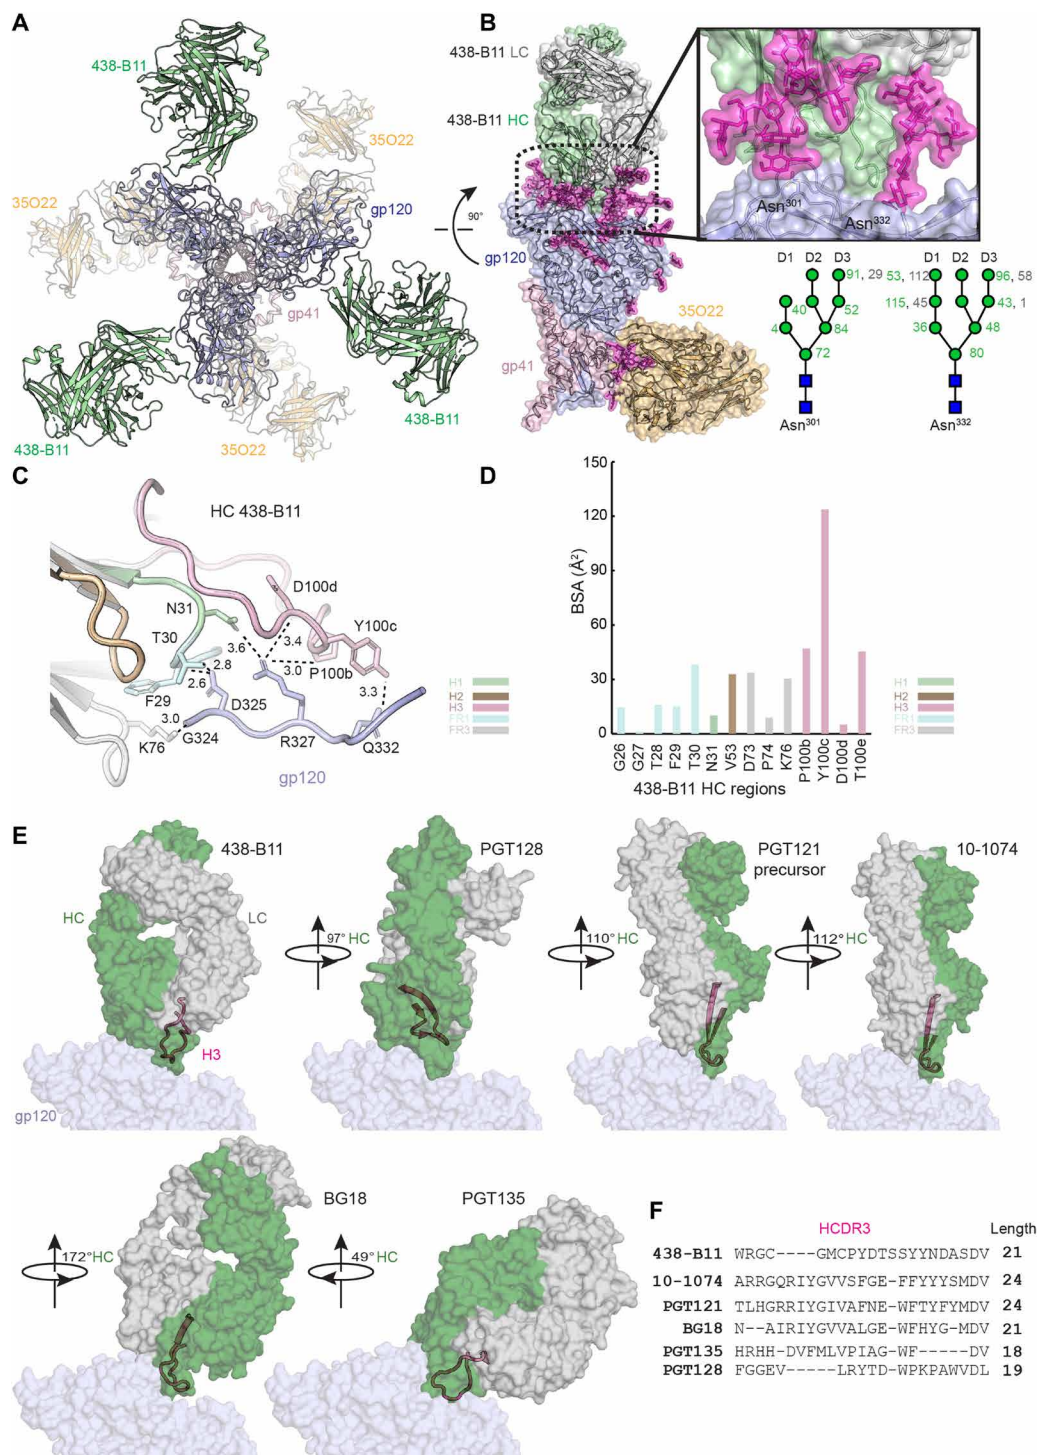 A
438-B11
35O22
35O22
gp120
gp41
438-B11
35O22
438-B11
90°
B
438-B11 LC
438-B11 HC
gp120
gp41
35O22
Asn301
Asn332
D1 D2 D3
91, 29
40
52
4
84
72
Asn301
D1 D2 D3
53, 112
96, 58
115, 45
43, 1
36
48
80
Asn332
C
HC 438-B11
D100d
N31
Y100c
T30
3.6
3.4
2.8
3.0
P100b
2.6
3.3
F29
D325
3.0
G324
R327
Q332
K76
gp120
H1
H2
H3
FR1
FR3
D
BSA (Å²)
150
120
90
60
30
0
G26
G27
T28
F29
T30
N31
V53
D73
P74
K76
P100b
Y100c
D100d
T100e
438-B11 HC regions
H1
H2
H3
FR1
FR3
E
438-B11
HC
LC
H3
gp120
97° HC
PGT128
110° HC
PGT121
precursor
112° HC
10-1074
172° HC
BG18
49° HC
PGT135
F
HCDR3 Length
438-B11 WRGC----GMCPYDTSSYYNDASDV 21
10-1074 ARRGQRIYGVVSFGE-FFYYYSMDV 24
PGT121 TLHGRRIYGIVAFNE-WFTYFYMDV 24
BG18 N--AIRIYGVVALGE-WFHYG-MDV 21
PGT135 HRHH-DVFMLVPIAG-WF-----DV 18
PGT128 FGGEV-----LRYTD-WPKPAWVDL 19